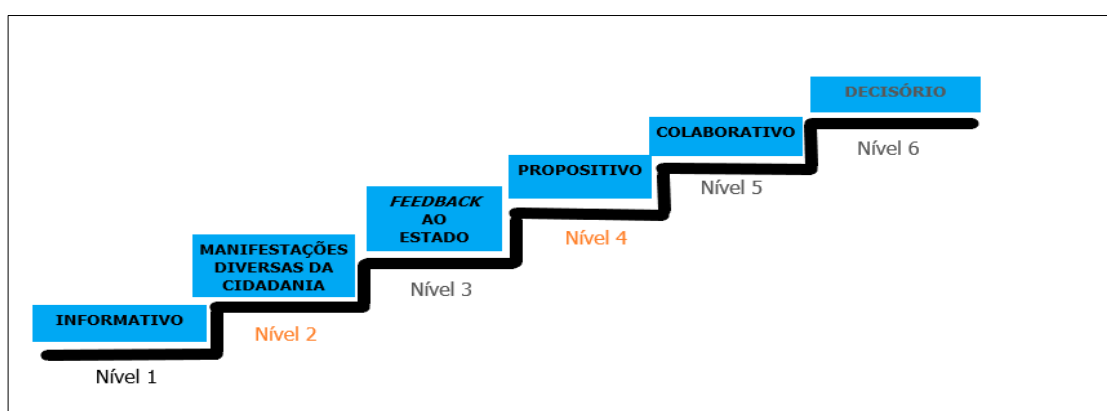 INFORMATIVO
Nível 1
MANIFESTAÇÕES
DIVERSAS DA
CIDADANIA
Nível 2
FEEDBACK
AO
ESTADO
Nível 3
PROPOSITIVO
Nível 4
COLABORATIVO
Nível 5
DECISÓRIO
Nível 6